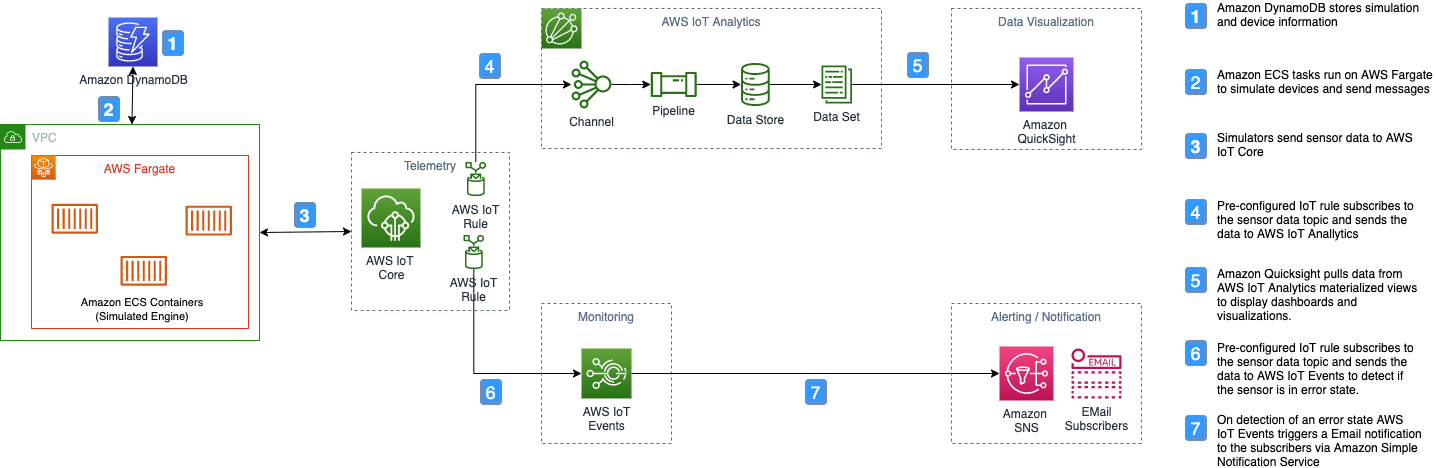 1
Amazon DynamoDB
2
VPC
AWS Fargate
Amazon ECS Containers
(Simulated Engine)
3
Telemetry
AWS IoT
Core
AWS IoT
Rule
AWS IoT
Rule
4
AWS IoT Analytics
Channel
Pipeline
Data Store
Data Set
5
Data Visualization
Amazon
QuickSight
6
Monitoring
AWS IoT
Events
7
Alerting / Notification
Amazon
SNS
EMAIL
EMail
Subscribers
1
Amazon DynamoDB stores simulation
and device information
2
Amazon ECS tasks run on AWS Fargate
to simulate devices and send messages
3
Simulators send sensor data to AWS
IoT Core
4
Pre-configured IoT rule subscribes to
the sensor data topic and sends the
data to AWS IoT Anallytics
5
Amazon Quicksight pulls data from
AWS IoT Analytics materialized views
to display dashboards and
visualizations.
6
Pre-configured IoT rule subscribes to
the sensor data topic and sends the
data to AWS IoT Events to detect if
the sensor is in error state.
7
On detection of an error state AWS
IoT Events triggers a Email notification
to the subscribers via Amazon Simple
Notification Service